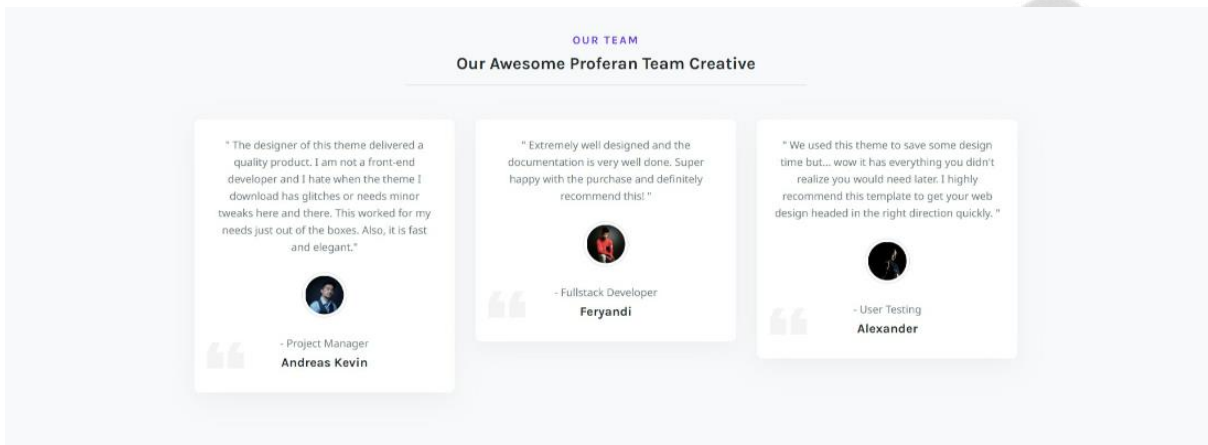 OUR TEAM
Our Awesome Proferan Team Creative
" The designer of this theme delivered a
quality product. I am not a front-end
developer and I hate when the theme I
download has glitches or needs minor
tweaks here and there. This worked for my
needs just out of the boxes. Also, it is fast
and elegant."
- Project Manager
Andreas Kevin
" Extremely well designed and the
documentation is very well done. Super
happy with the purchase and definitely
recommend this! "
- Fullstack Developer
Feryandi
" We used this theme to save some design
time but... wow it has everything you didn't
realize you would need later. I highly
recommend this template to get your web
design headed in the right direction quickly. "
- User Testing
Alexander